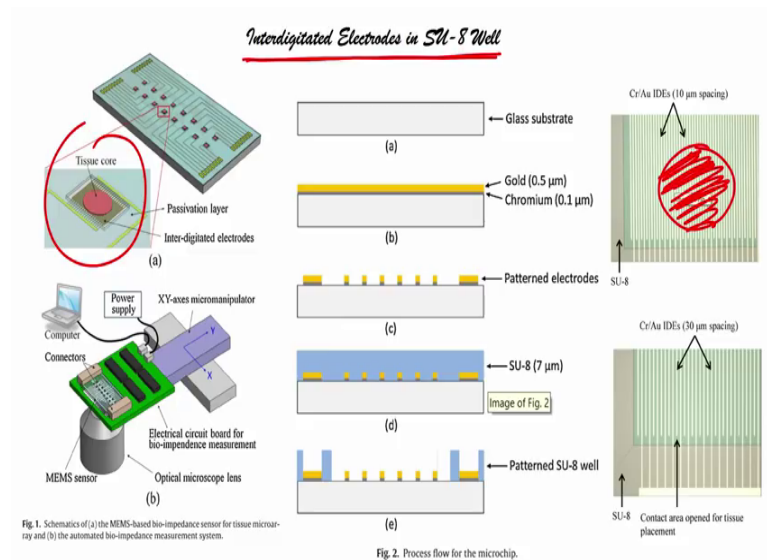 Interdigitated Electrodes in SU-8 Well
Tissue core
Passivation layer
Inter-digitated electrodes
(a)
Power
supply
XY-axes micromanipulator
Computer
Connectors
Y
X
Electrical circuit board for
bio-impendence measurement
Optical microscope lens
MEMS sensor
(b)
Fig. 1. Schematics of (a) the MEMS-based bio-impedance sensor for tissue microar-
ray and (b) the automated bio-impedance measurement system.
Glass substrate
(a)
Gold (0.5 μm)
Chromium (0.1 μm)
(b)
Patterned electrodes
(c)
SU-8 (7 μm)
Image of Fig. 2
(d)
Patterned SU-8 well
(e)
Fig. 2. Process flow for the microchip.
Cr/Au IDEs (10 μm spacing)
SU-8
Cr/Au IDEs (30 μm spacing)
SU-8
Contact area opened for tissue
placement